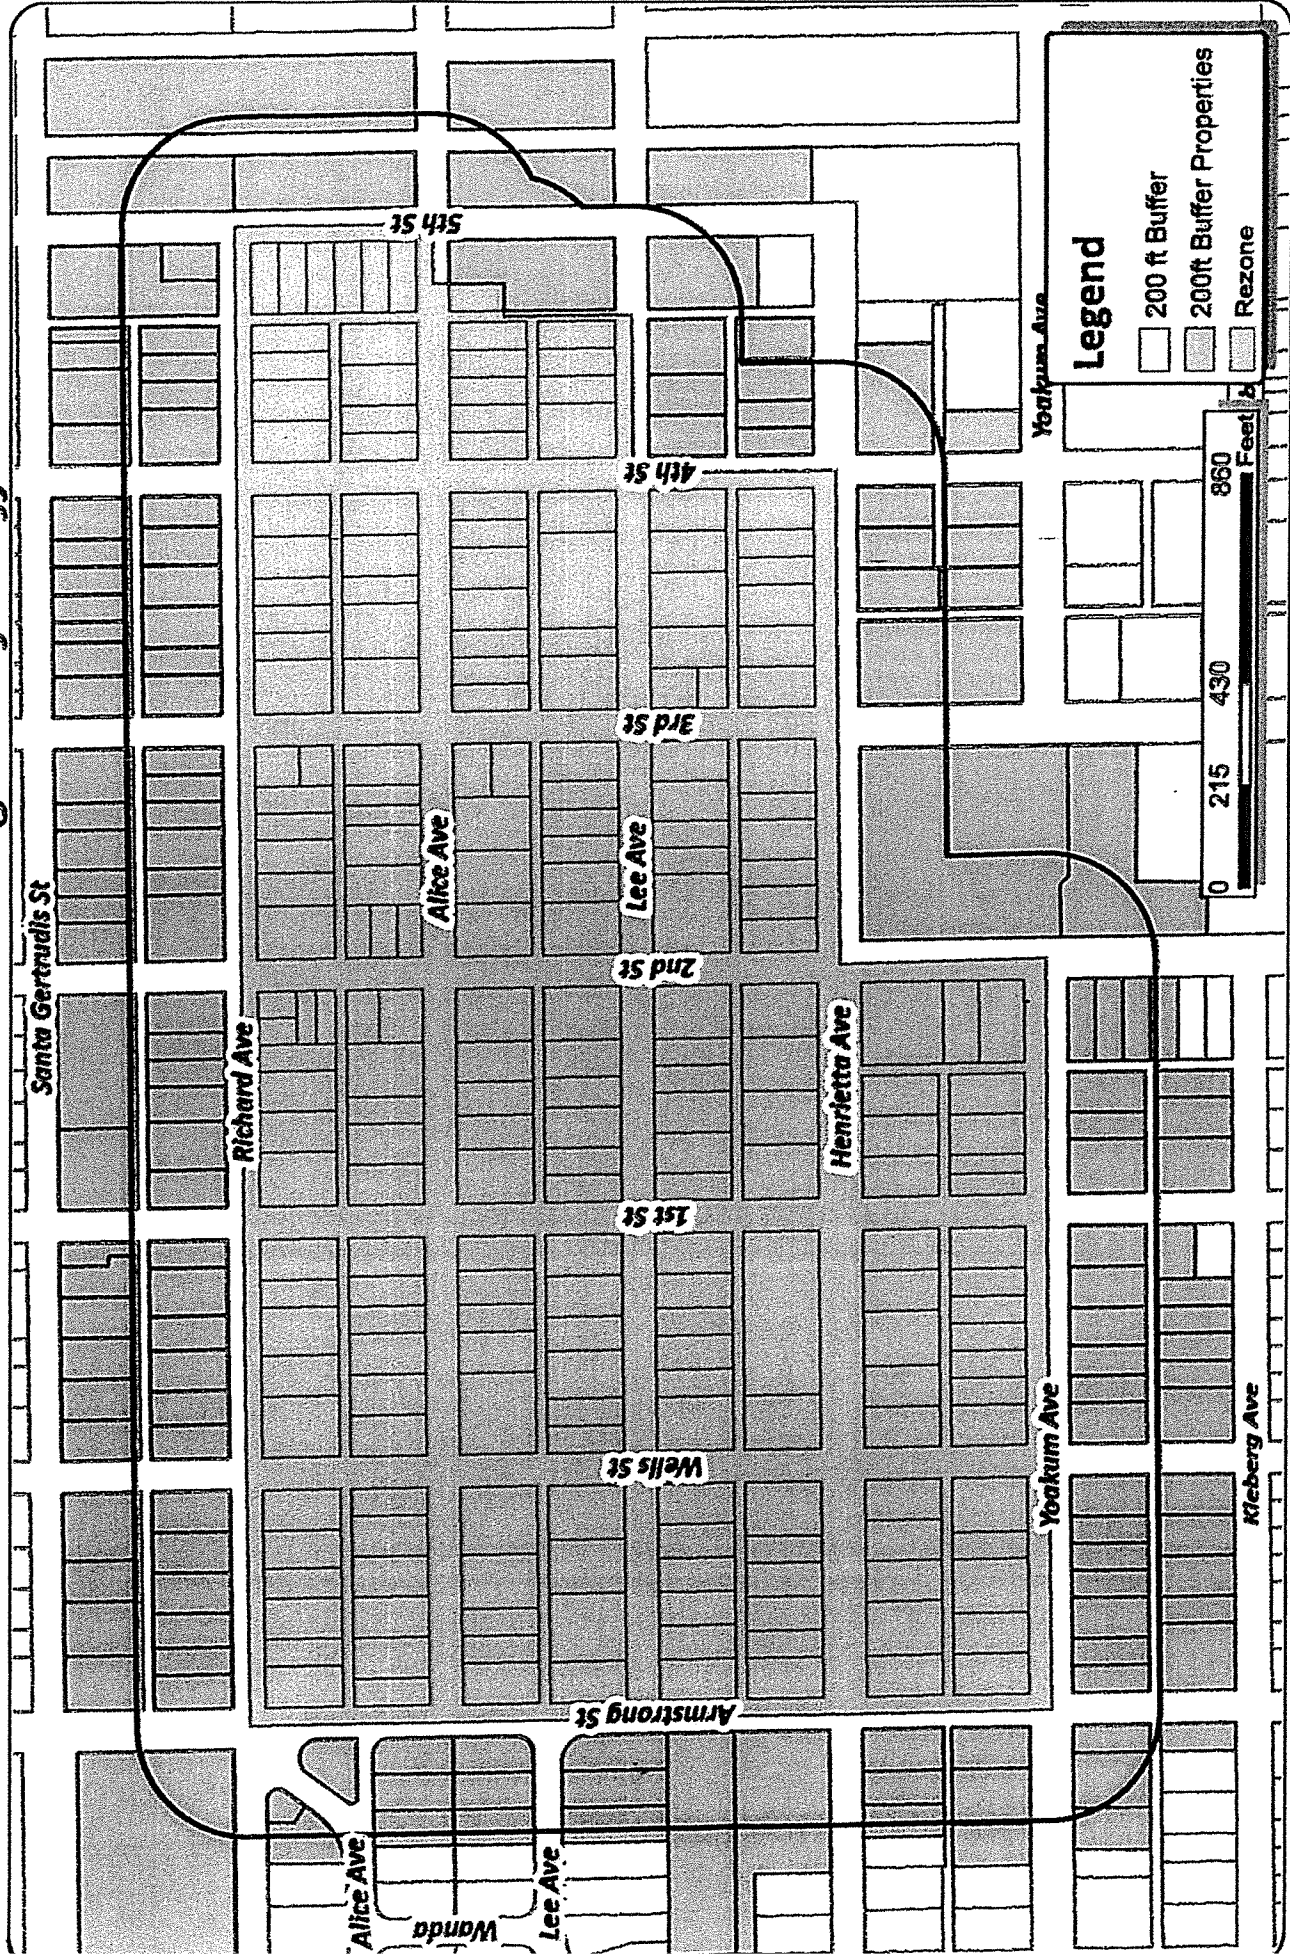 Santa Gertrudis St
Richard Ave
Alice Ave
Lee Ave
Henrietta Ave
Yoakum Ave
Yoakum Ave
Kleberg Ave
Alice Ave
Lee Ave
Wanda
Armstrong St
Wells St
1st St
2nd St
3rd St
4th St
5th St
Legend
200 ft Buffer
200ft Buffer Properties
Rezone
0 215 430 860
Feet